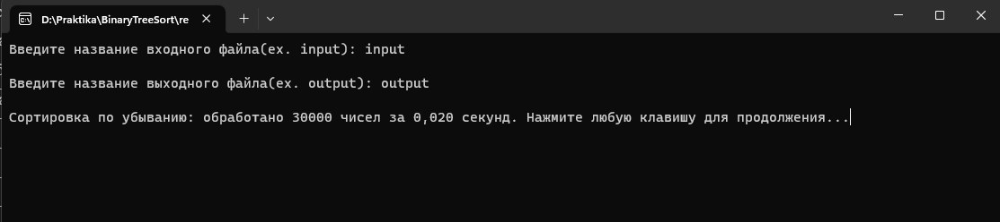 D:\Praktika\BinaryTreeSort\re
Введите название входного файла(ex. input): input
Введите название выходного файла(ex. output): output
Сортировка по убыванию: обработано 30000 чисел за 0,020 секунд. Нажмите любую клавишу для продолжения...